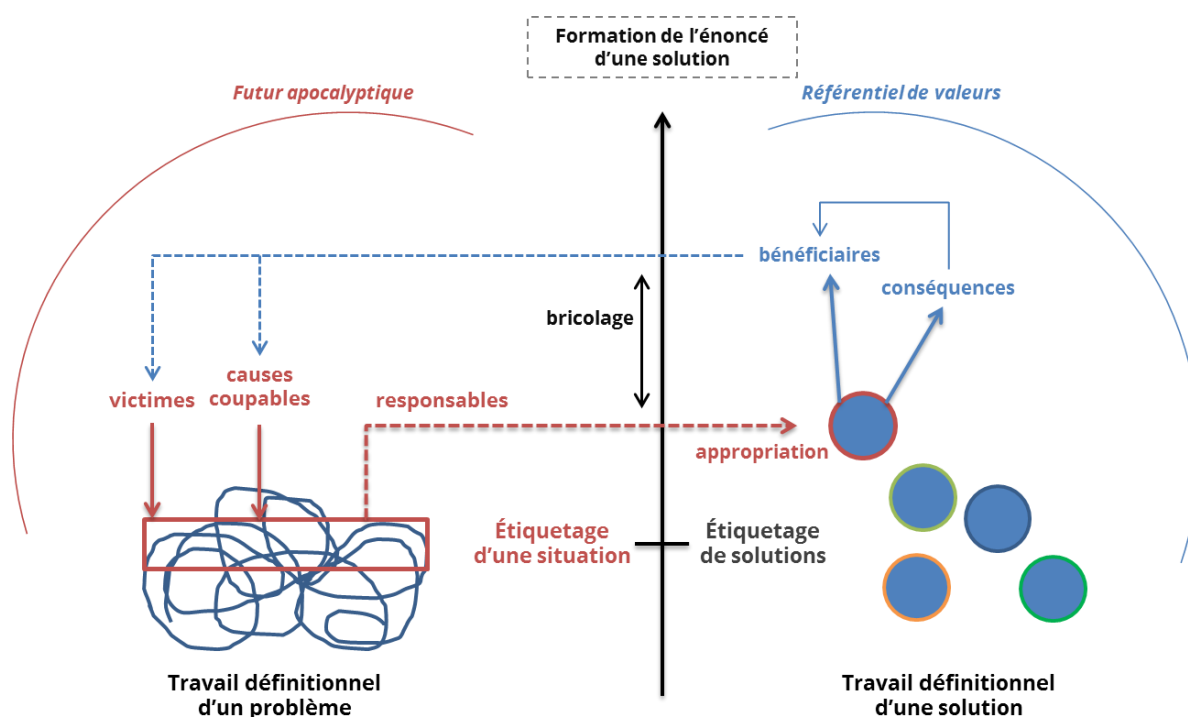 Formation de l’énoncé
d’une solution
Futur apocalyptique
Référentiel de valeurs
bénéficiaires
conséquences
bricolage
victimes
causes
coupables
responsables
appropriation
Étiquetage
d’une situation
Étiquetage
de solutions
Travail définitionnel
d’un problème
Travail définitionnel
d’une solution